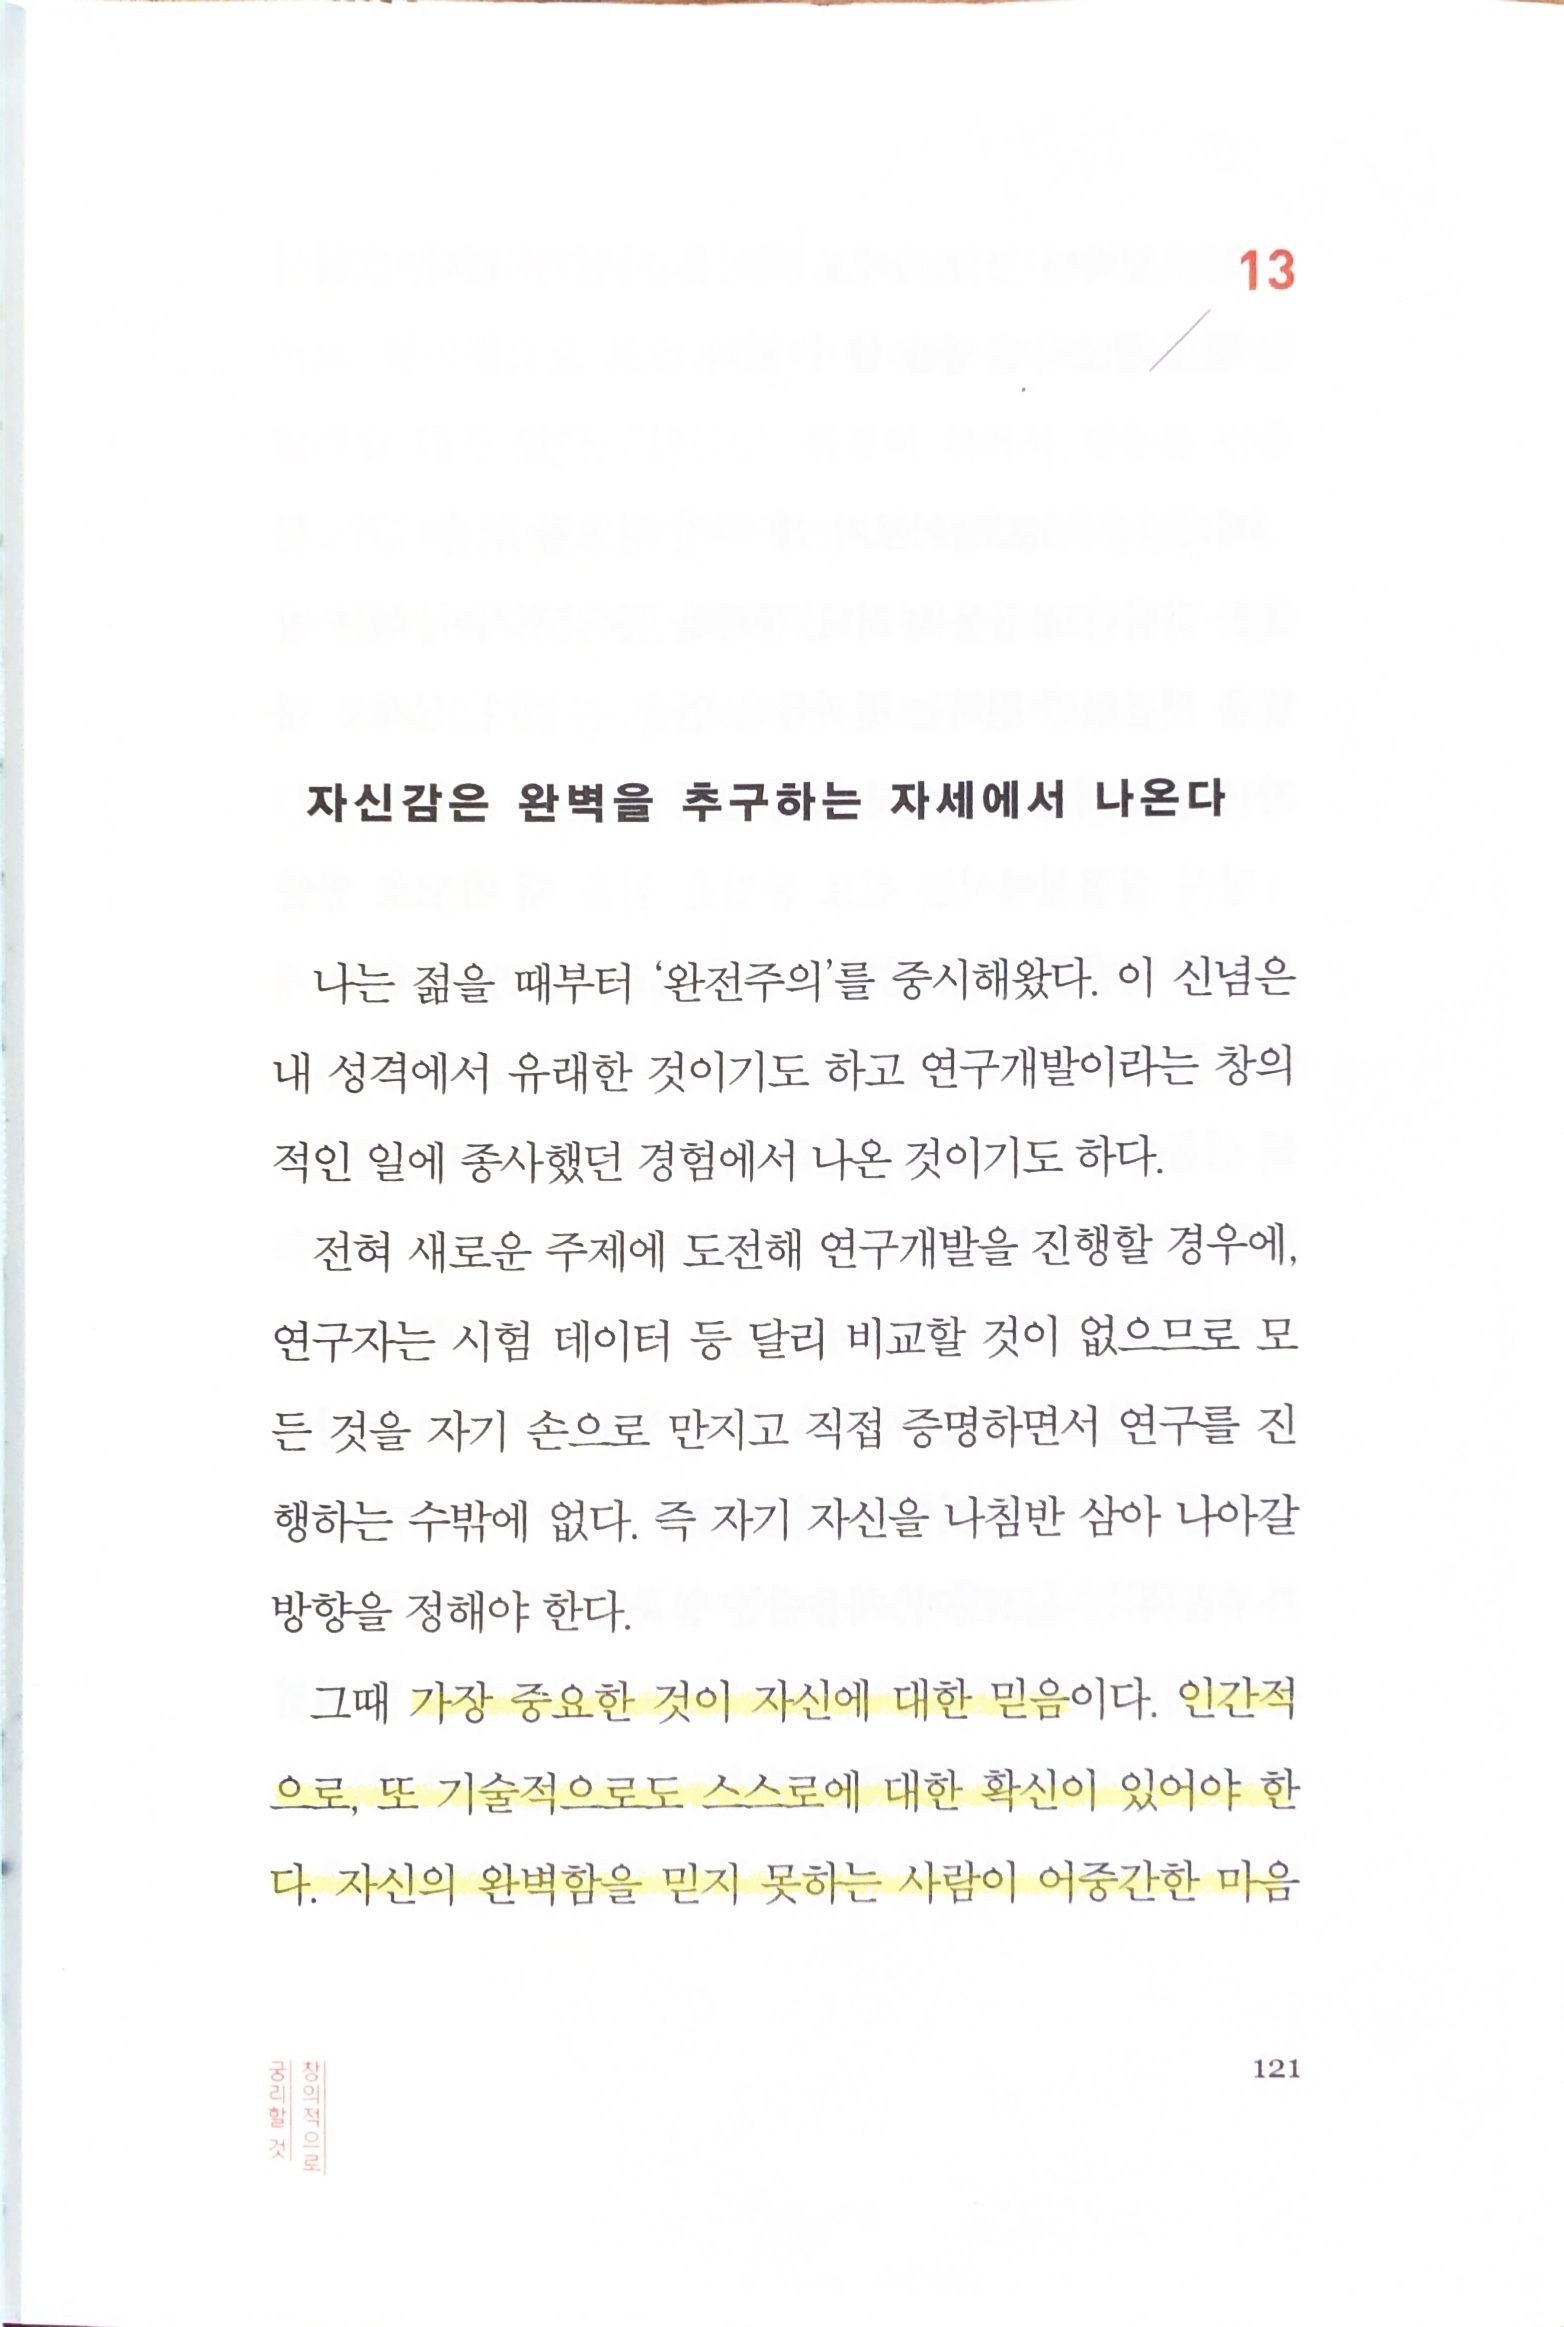 13
자신감은 완벽을 추구하는 자세에서 나온다
나는 젊을 때부터 ‘완전주의’를 중시해왔다. 이 신념은
내 성격에서 유래한 것이기도 하고 연구개발이라는 창의
적인 일에 종사했던 경험에서 나온 것이기도 하다.
전혀 새로운 주제에 도전해 연구개발을 진행할 경우에,
연구자는 시험 데이터 등 달리 비교할 것이 없으므로 모
든 것을 자기 손으로 만지고 직접 증명하면서 연구를 진
행하는 수밖에 없다. 즉 자기 자신을 나침반 삼아 나아갈
방향을 정해야 한다.
그때 가장 중요한 것이 자신에 대한 믿음이다. 인간적
으로, 또 기술적으로도 스스로에 대한 확신이 있어야 한
다. 자신의 완벽함을 믿지 못하는 사람이 어중간한 마음
창의적으로
궁리할 것
121